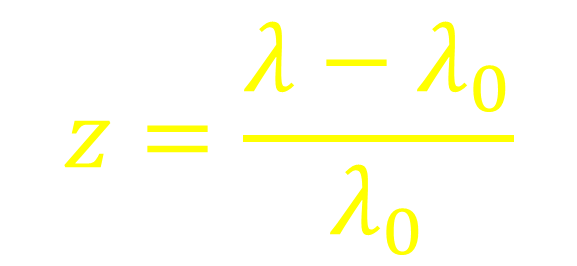 z = (λ − λ₀) / λ₀